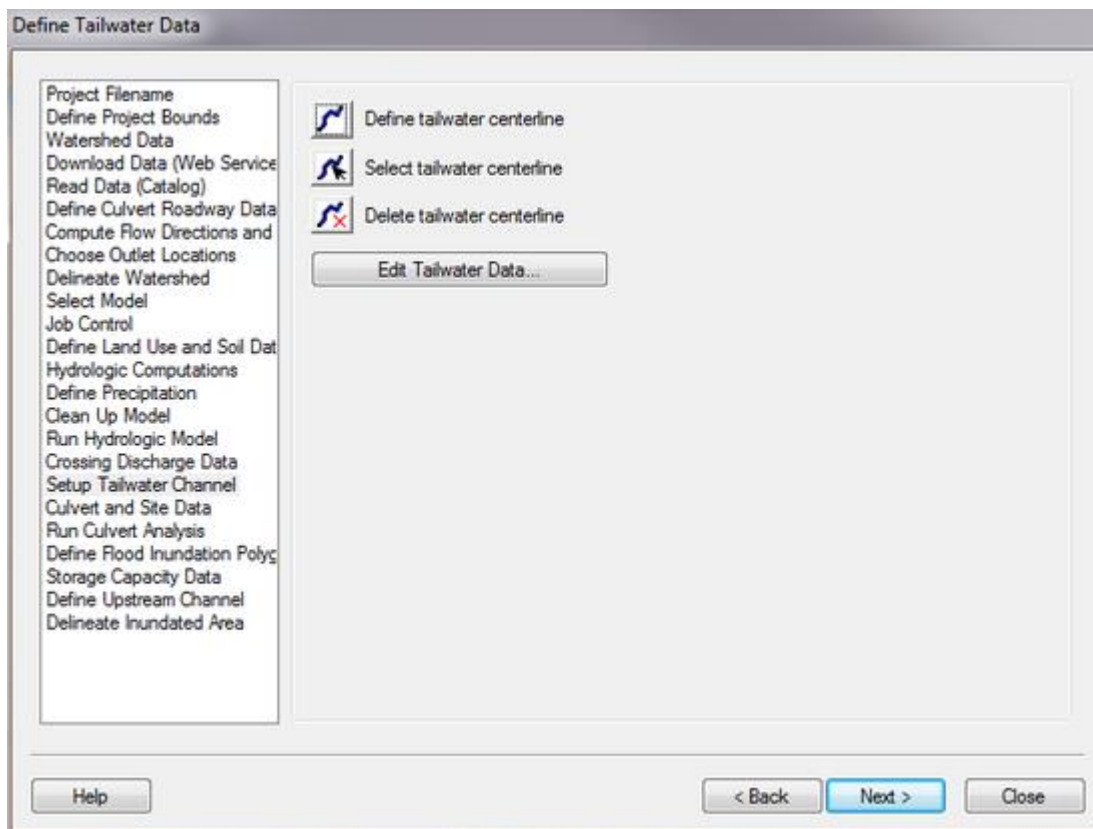 Define Tailwater Data
Project Filename
Define Project Bounds
Watershed Data
Download Data (Web Service
Read Data (Catalog)
Define Culvert Roadway Data
Compute Flow Directions and
Choose Outlet Locations
Delineate Watershed
Select Model
Job Control
Define Land Use and Soil Dat
Hydrologic Computations
Define Precipitation
Clean Up Model
Run Hydrologic Model
Crossing Discharge Data
Setup Tailwater Channel
Culvert and Site Data
Run Culvert Analysis
Define Flood Inundation Polyg
Storage Capacity Data
Define Upstream Channel
Delineate Inundated Area
Define tailwater centerline
Select tailwater centerline
Delete tailwater centerline
Edit Tailwater Data...
Help
< Back
Next >
Close